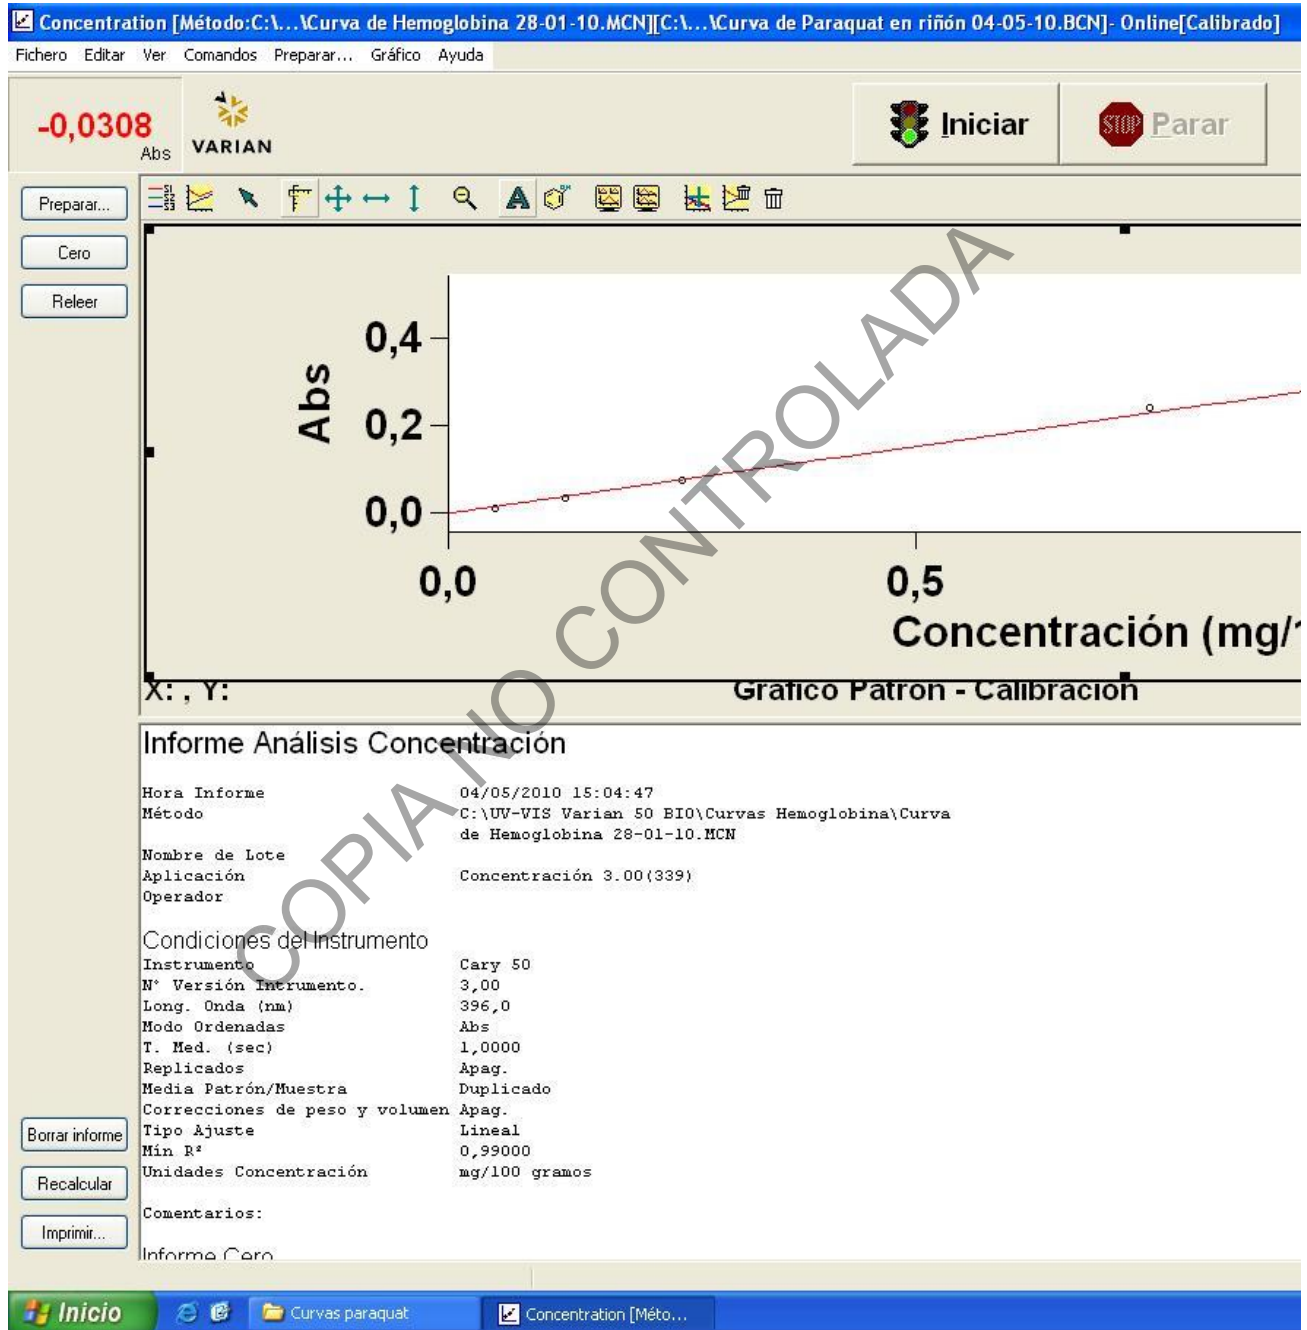 Concentration [Método:C:\...\Curva de Hemoglobina 28-01-10.MCN][C:\...\Curva de Paraquat en riñón 04-05-10.BCN]- Online[Calibrado]
Fichero Editar Ver Comandos Preparar... Gráfico Ayuda
-0,0308
Abs
VARIAN
Iniciar
STOP Parar
Preparar...
Cero
Releer
Abs
0,4
0,2
0,0
0,0 0,5
Concentración (mg/1
X: , Y:
Gráfico Patrón - Calibración
COPIA NO CONTROLADA
Informe Análisis Concentración
Hora Informe 04/05/2010 15:04:47
Método C:\UV-VIS Varian 50 BIO\Curvas Hemoglobina\Curva
de Hemoglobina 28-01-10.MCN
Nombre de Lote
Aplicación Concentración 3.00(339)
Operador
Condiciones del Instrumento
Instrumento Cary 50
N° Versión Intrumento. 3,00
Long. Onda (nm) 396,0
Modo Ordenadas Abs
T. Med. (sec) 1,0000
Replicados Apag.
Media Patrón/Muestra Duplicado
Correcciones de peso y volumen Apag.
Tipo Ajuste Lineal
Mín R² 0,99000
Unidades Concentración mg/100 gramos
Comentarios:
Informe Cero
Borrar informe
Recalcular
Imprimir...
Inicio
Curvas paraquat
Concentration [Méto...